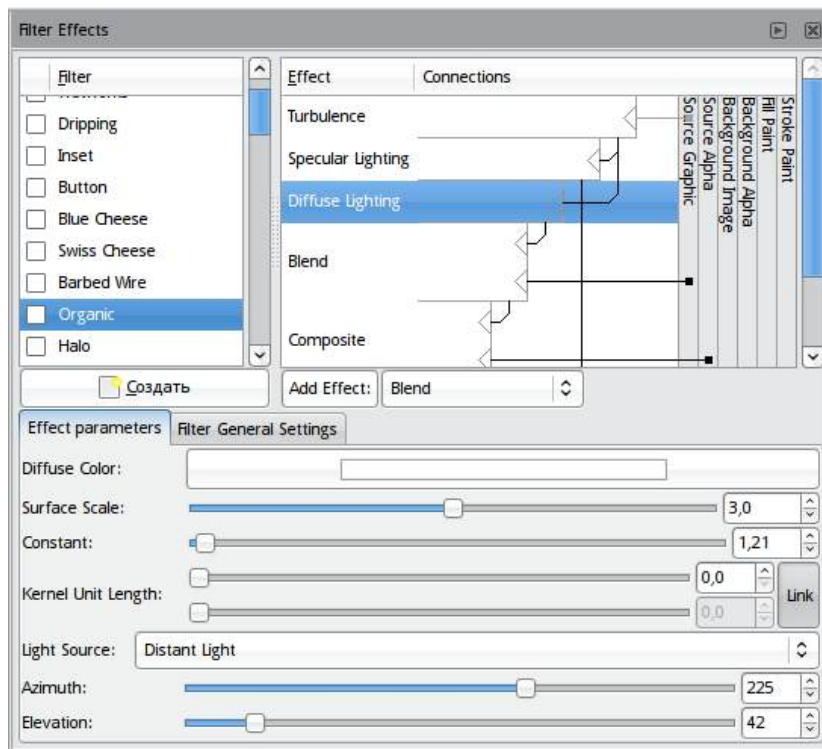 Filter Effects
Filter
Dripping
Inset
Button
Blue Cheese
Swiss Cheese
Barbed Wire
Organic
Halo
Создать
Effect Connections
Turbulence
Specular Lighting
Diffuse Lighting
Blend
Composite
Source Graphic
Source Alpha
Background Image
Background Alpha
Fill Paint
Stroke Paint
Add Effect: Blend
Effect parameters Filter General Settings
Diffuse Color:
Surface Scale: 3,0
Constant: 1,21
Kernel Unit Length: 0,0
0,0
Link
Light Source: Distant Light
Azimuth: 225
Elevation: 42